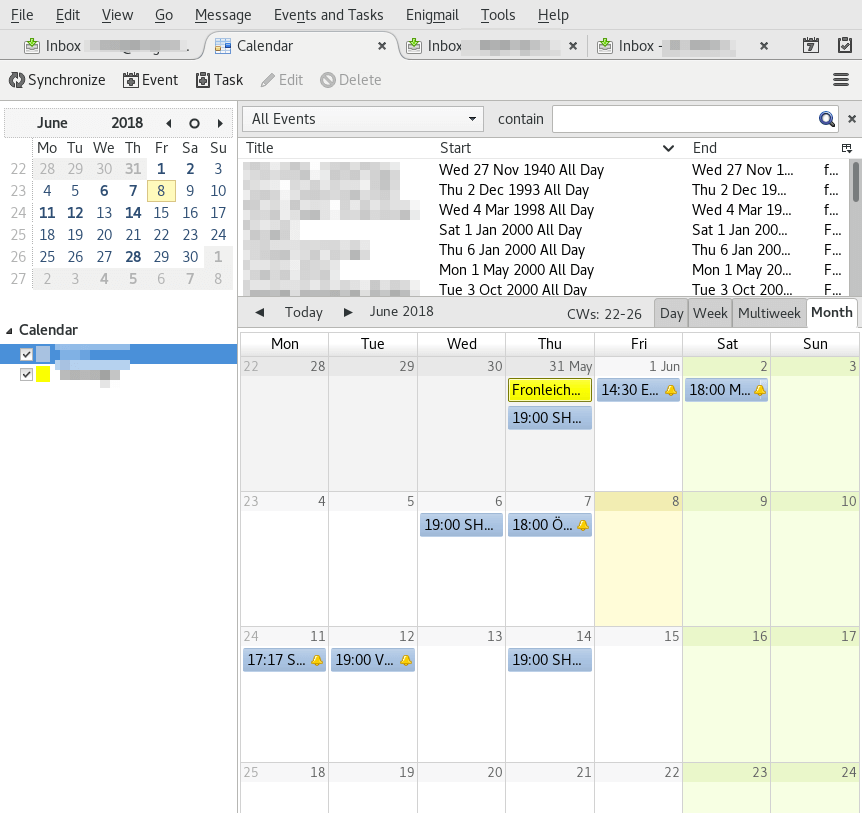 File Edit View Go Message Events and Tasks Enigmail Tools Help
Inbox Calendar Inbox Inbox -
Synchronize Event Task Edit Delete
June 2018
Mo Tu We Th Fr Sa Su
22 28 29 30 31 1 2 3
23 4 5 6 7 8 9 10
24 11 12 13 14 15 16 17
25 18 19 20 21 22 23 24
26 25 26 27 28 29 30 1
27 2 3 4 5 6 7 8
Calendar
All Events contain
Title Start End
Wed 27 Nov 1940 All Day Wed 27 Nov 1... f...
Thu 2 Dec 1993 All Day Thu 2 Dec 19... f...
Wed 4 Mar 1998 All Day Wed 4 Mar 19... f...
Sat 1 Jan 2000 All Day Sat 1 Jan 200... F...
Thu 6 Jan 2000 All Day Thu 6 Jan 200... F...
Mon 1 May 2000 All Day Mon 1 May 20... F...
Tue 3 Oct 2000 All Day Tue 3 Oct 200... F...
Today June 2018 CWs: 22-26 Day Week Multiweek Month
Mon Tue Wed Thu Fri Sat Sun
22 28 29 30 31 May 1 Jun 2 3
Fronleich... 14:30 E... 18:00 M...
19:00 SH...
23 4 5 6 7 8 9 10
19:00 SH... 18:00 Ö...
24 11 12 13 14 15 16 17
17:17 S... 19:00 V... 19:00 SH...
25 18 19 20 21 22 23 24